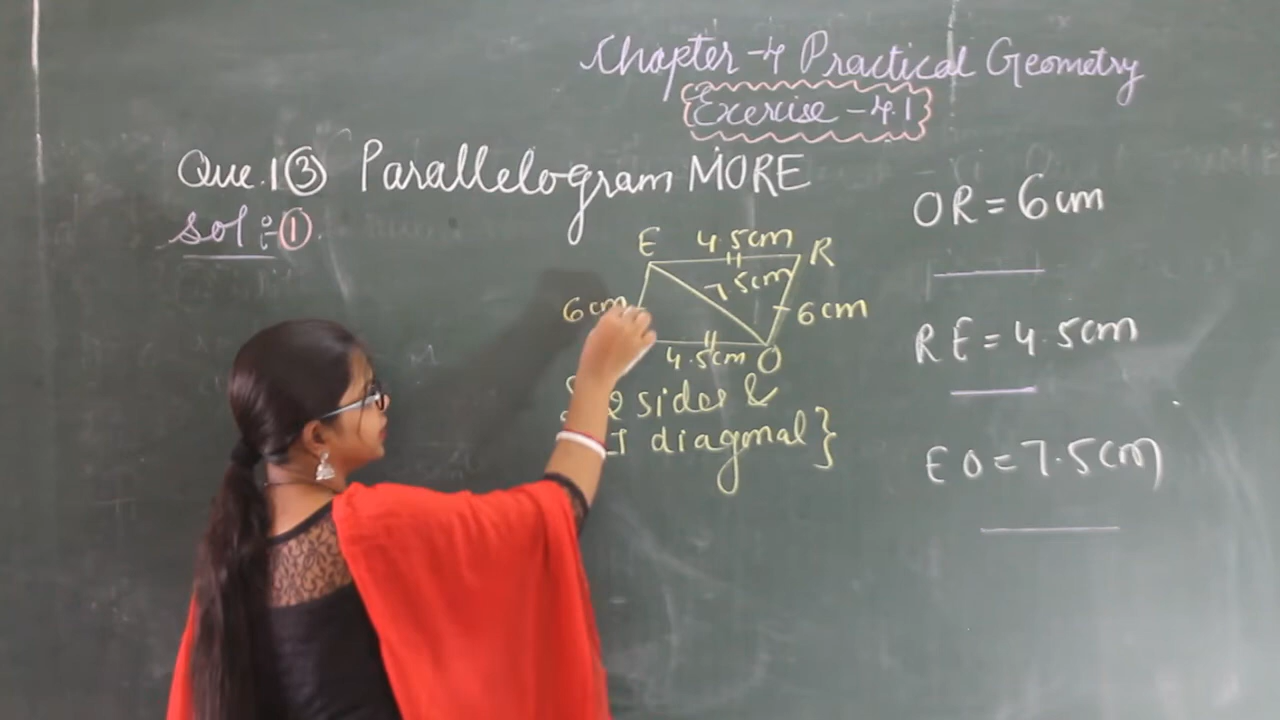 Chapter -4 Practical Geometry
Exercise - 4.1
Que.1 ③ Parallelogram MORE
Sol :- ①.
OR = 6cm
RE = 4.5cm
EO = 7.5cm
E 4.5cm R
7.5cm
6cm
6cm
4.5cm O
2 sides &
1 diagonal}